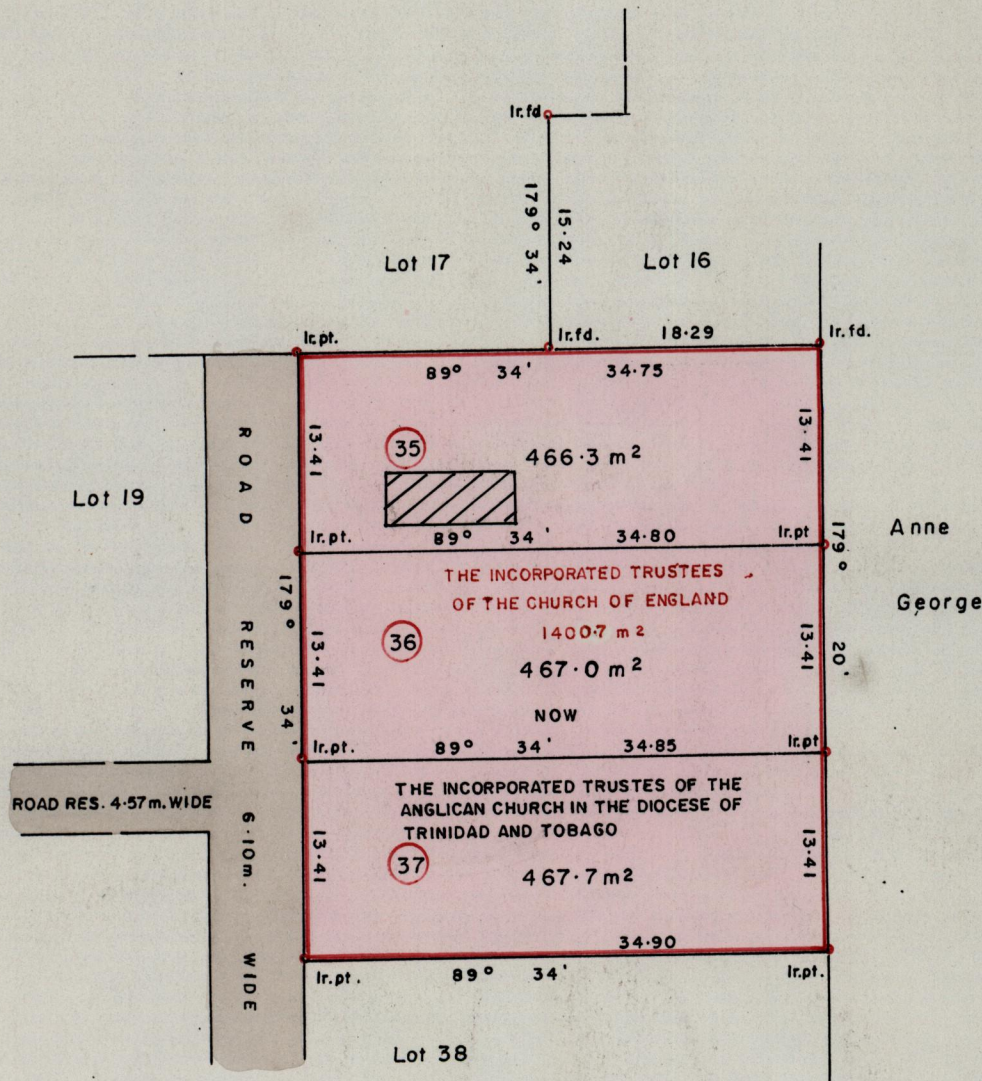 Ir.fd
179° 34'
15·24
Lot 17
Lot 16
Ir.pt.
Ir.fd.
18·29
Ir.fd.
89° 34' 34·75
13·41
13·41
35
466·3 m²
Lot 19
ROAD RESERVE 6·10m. WIDE
Ir.pt.
89° 34' 34·80
Ir.pt
179° 20'
Anne
George
THE INCORPORATED TRUSTEES
OF THE CHURCH OF ENGLAND
1400·7 m²
179° 34'
13·41
36
467·0 m²
13·41
NOW
Ir.pt.
89° 34' 34·85
Ir.pt
ROAD RES. 4·57m. WIDE
THE INCORPORATED TRUSTES OF THE
ANGLICAN CHURCH IN THE DIOCESE OF
TRINIDAD AND TOBAGO
13·41
37
467·7 m²
13·41
34·90
Ir.pt.
89° 34'
Ir.pt.
Lot 38